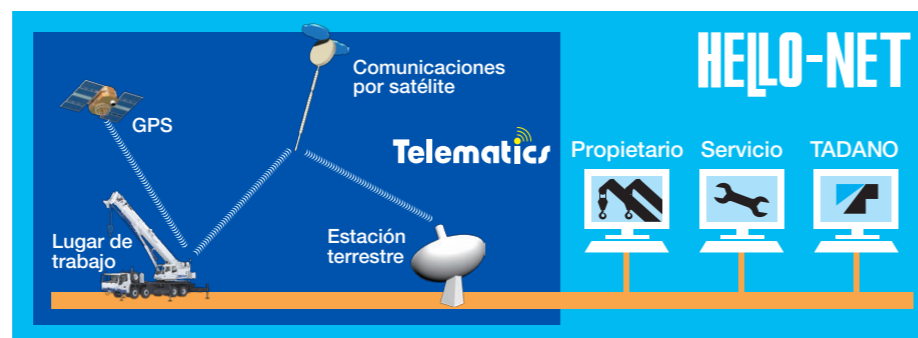 HELLO-NET
Comunicaciones
por satélite
GPS
Telematics
Propietario Servicio TADANO
Lugar de
trabajo
Estación
terrestre